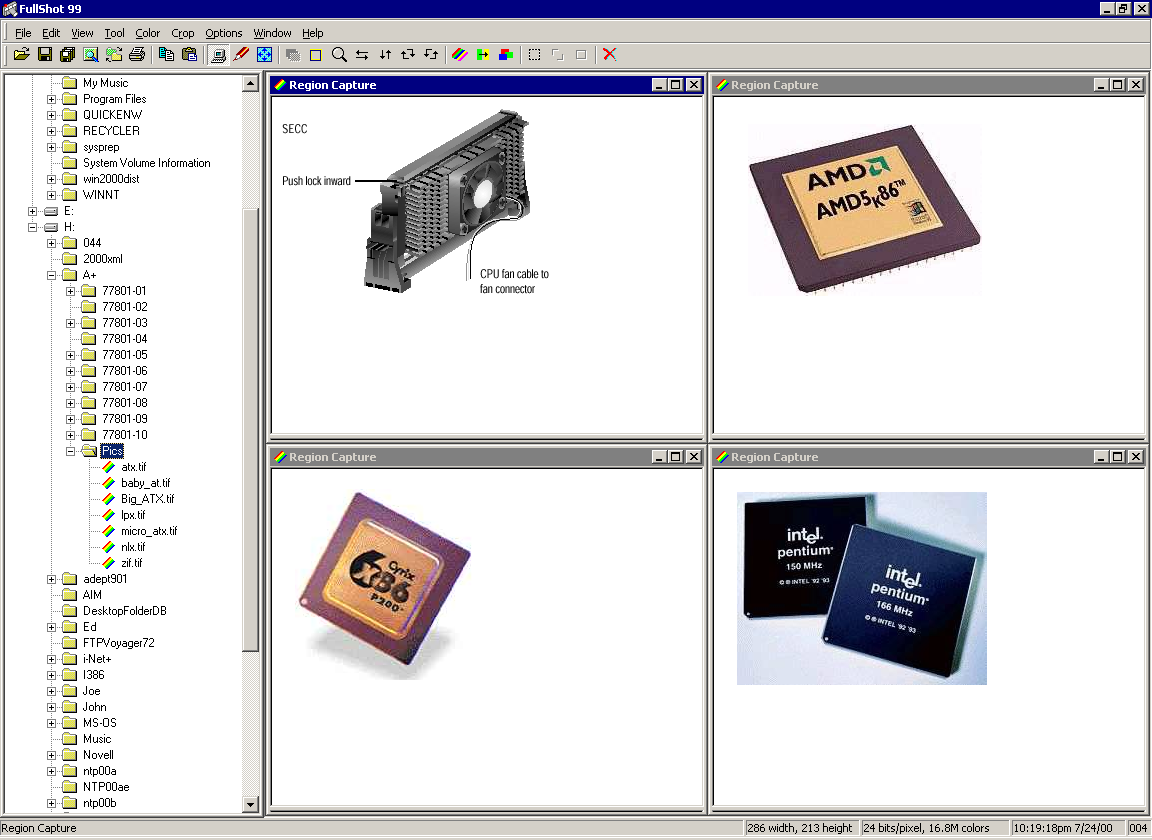 FullShot 99
File Edit View Tool Color Crop Options Window Help
My Music
Program Files
QUICKENW
RECYCLER
sysprep
System Volume Information
win2000dist
WINNT
E:
H:
044
2000xml
A+
77801-01
77801-02
77801-03
77801-04
77801-05
77801-06
77801-07
77801-08
77801-09
77801-10
Pics
atx.tif
baby_at.tif
Big_ATX.tif
lpx.tif
micro_atx.tif
nlx.tif
zif.tif
adept901
AIM
DesktopFolderDB
Ed
FTPVoyager72
i-Net+
I386
Joe
John
MS-OS
Music
Novell
ntp00a
NTP00ae
ntp00b
Region Capture
SECC
Push lock inward
CPU fan cable to
fan connector
Region Capture
AMD
AMD5K86™
Region Capture
Cyrix
6x86
P200+
Region Capture
intel.
pentium®
150 MHz
© ® INTEL '92 '93
intel.
pentium®
166 MHz
© ® INTEL '92 '93
Region Capture
286 width, 213 height
24 bits/pixel, 16.8M colors
10:19:18pm 7/24/00
004